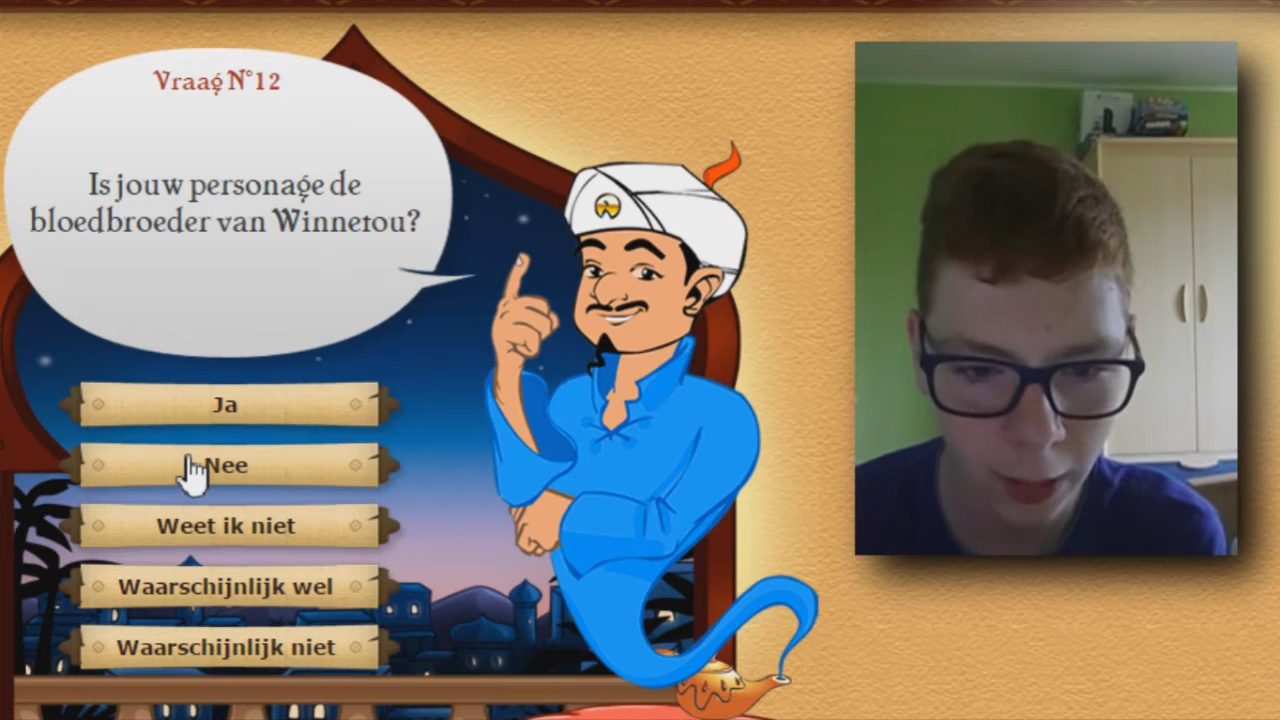 Vraag N°12
Is jouw personage de
bloedbroeder van Winnetou?
Ja
Nee
Weet ik niet
Waarschijnlijk wel
Waarschijnlijk niet